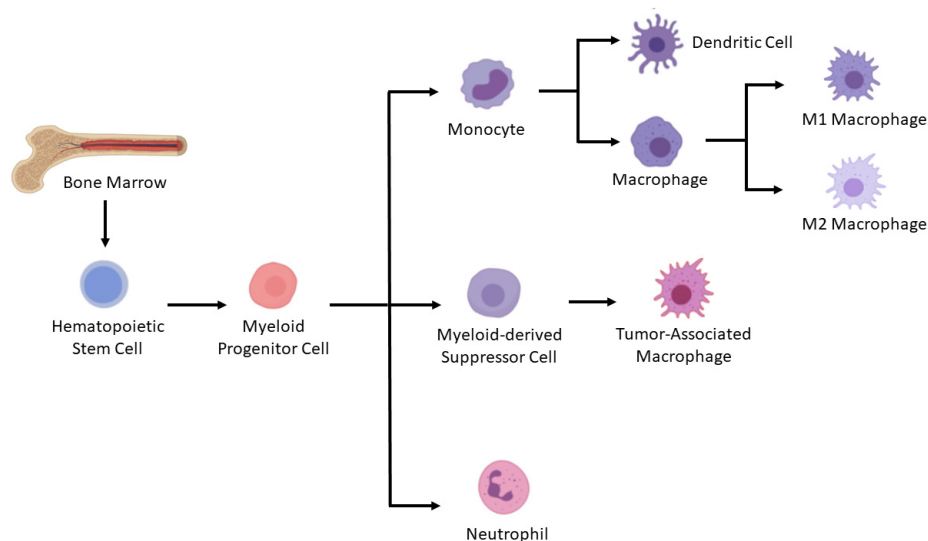 Dendritic Cell
Monocyte
M1 Macrophage
Macrophage
Bone Marrow
M2 Macrophage
Hematopoietic
Stem Cell
Myeloid
Progenitor Cell
Myeloid-derived
Suppressor Cell
Tumor-Associated
Macrophage
Neutrophil